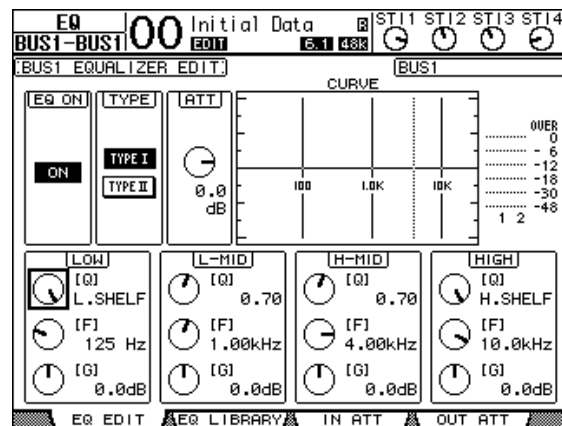 EQ
BUS1-BUS1
00
Initial Data
EDIT
6.1 48K
STI1 STI2 STI3 STI4
BUS1 EQUALIZER EDIT
BUS1
EQ ON
TYPE
ATT
CURVE
ON
TYPE I
TYPE II
0.0
dB
100 1.0K 10K
OVER
0
- 6
-12
-18
-30
-48
1 2
LOW
[Q]
L.SHELF
[F]
125 Hz
[G]
0.0dB
L-MID
[Q]
0.70
[F]
1.00kHz
[G]
0.0dB
H-MID
[Q]
0.70
[F]
4.00kHz
[G]
0.0dB
HIGH
[Q]
H.SHELF
[F]
10.0kHz
[G]
0.0dB
EQ EDIT
EQ LIBRARY
IN ATT
OUT ATT